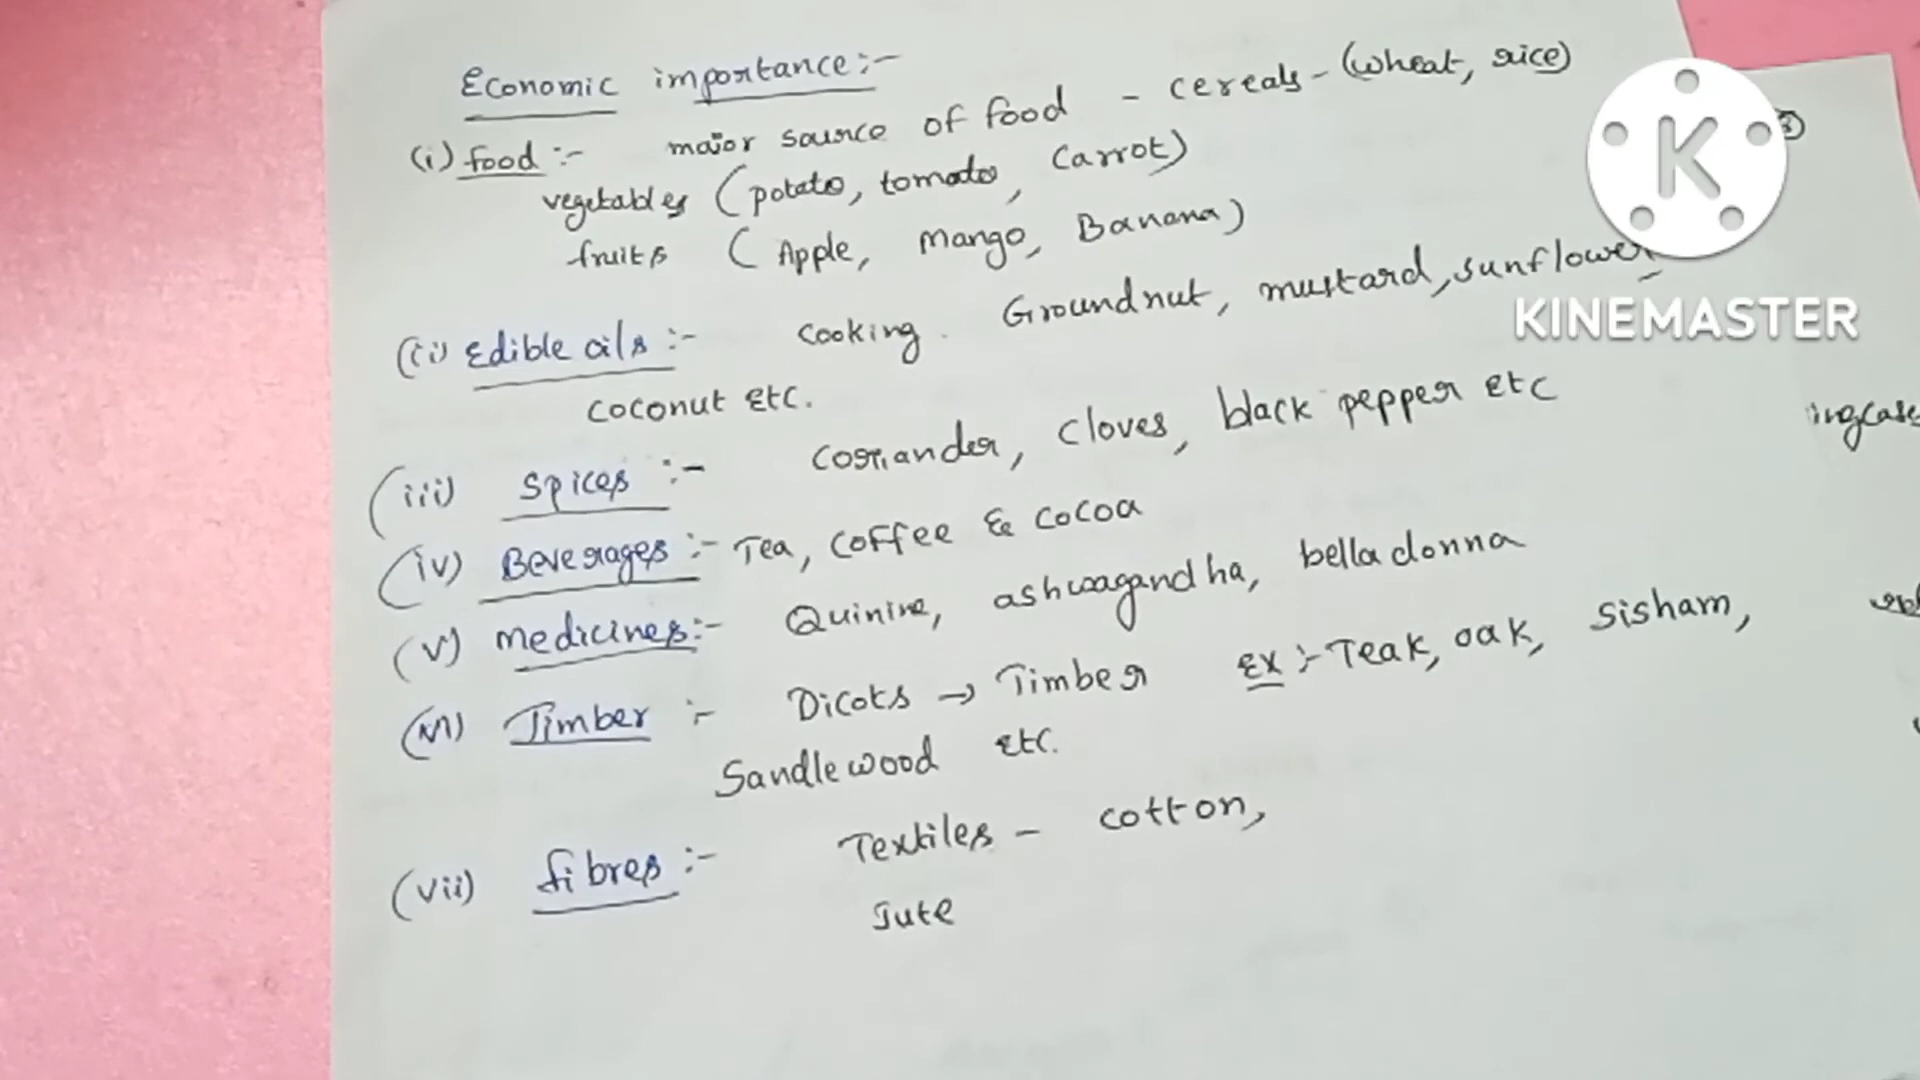 Economic importance:-
(i) food :- major source of food - cereals - (wheat, rice)
vegetables (potato, tomato, carrot)
fruits (Apple, Mango, Banana)
(ii) Edible oils :- cooking. Groundnut, mustard, sunflower
coconut etc.
(iii) Spices :- coriander, cloves, black pepper etc
(iv) Beverages :- Tea, coffee & cocoa
(v) medicines:- Quinine, ashwagandha, belladonna
(vi) Timber :- Dicots → Timber Ex :- Teak, oak, sisham,
Sandlewood etc.
(vii) fibres :- Textiles - cotton,
Jute
K
KINEMASTER